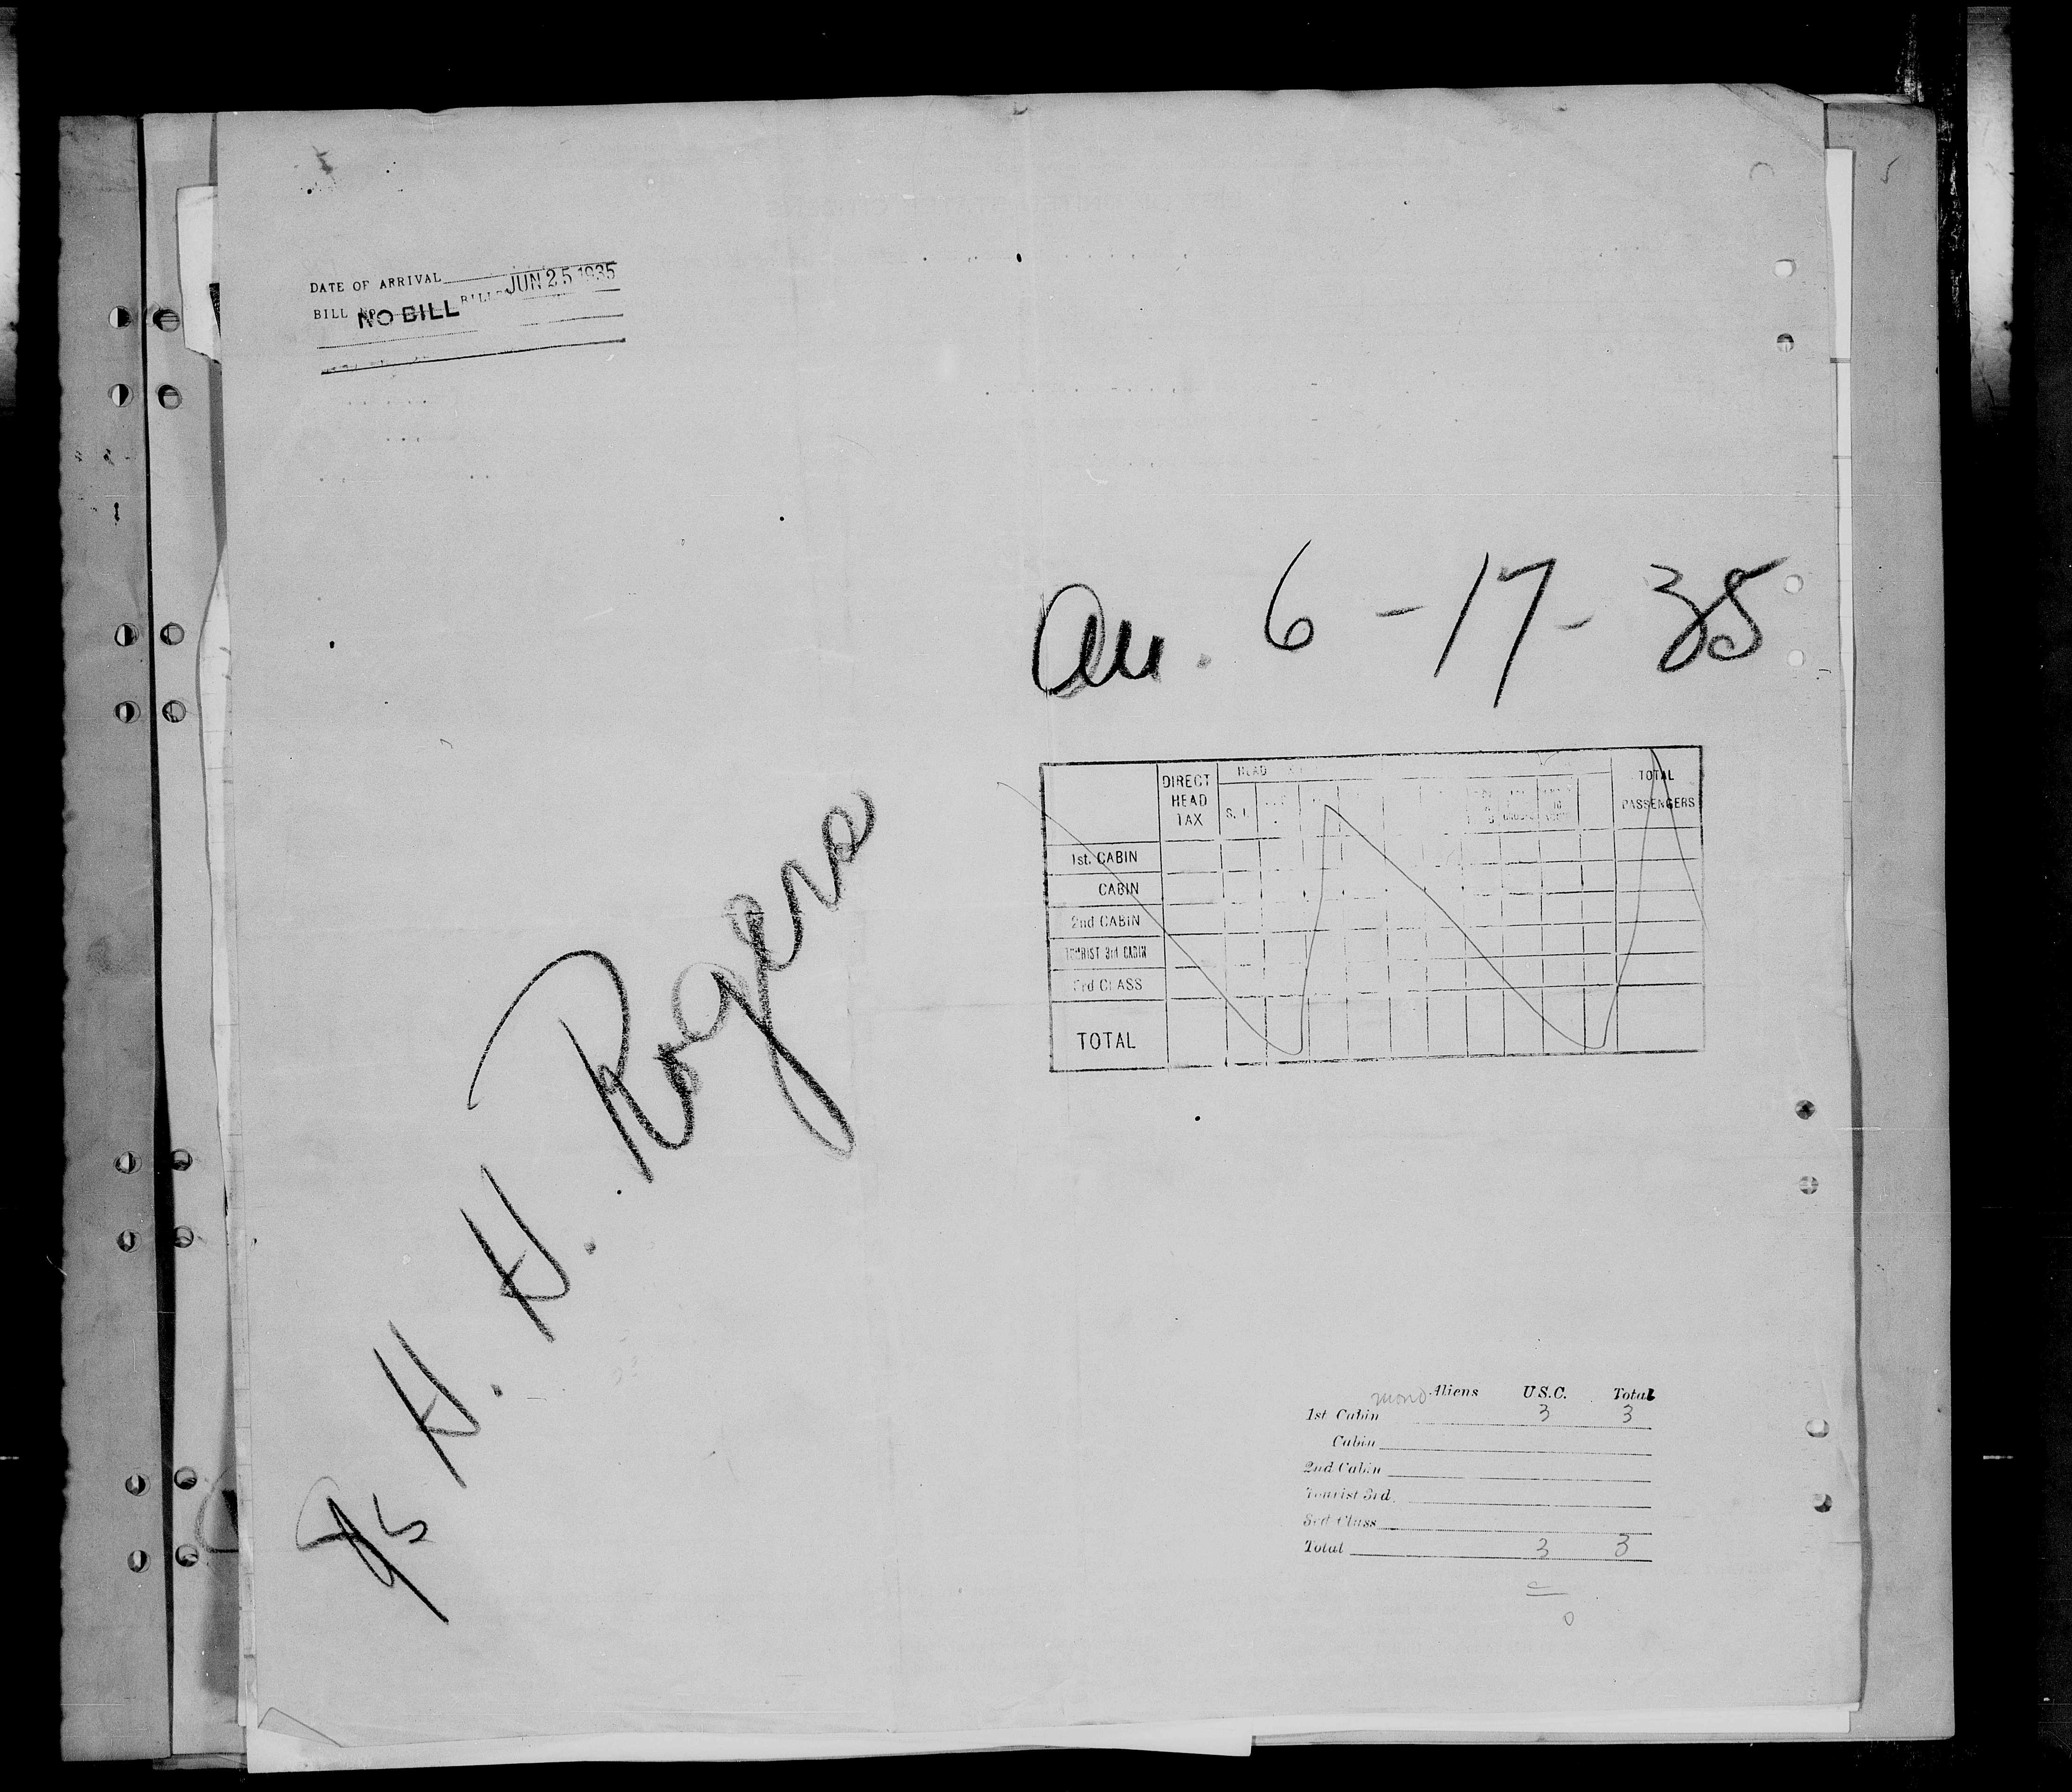 DATE OF ARRIVAL JUN 25 1935
BILL NO. NO BILL
Arr. 6-17-35
DIRECT HEAD TAX HEAD TOTAL PASSENGERS
S. I.
1st. CABIN
CABIN
2nd CABIN
TOURIST 3rd CABIN
3rd CLASS
TOTAL
H. H. Rogers
Aliens U.S.C. Total
1st Cabin 3 3
Cabin
2nd Cabin
Tourist 3rd.
3rd Class
Total 3 3